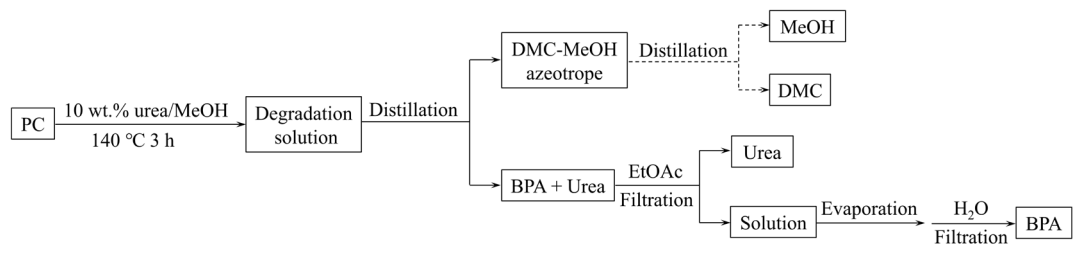 PC
10 wt.% urea/MeOH
140 ℃ 3 h
Degradation
solution
Distillation
DMC-MeOH
azeotrope
Distillation
MeOH
DMC
BPA + Urea
EtOAc
Filtration
Urea
Solution
Evaporation
H₂O
Filtration
BPA